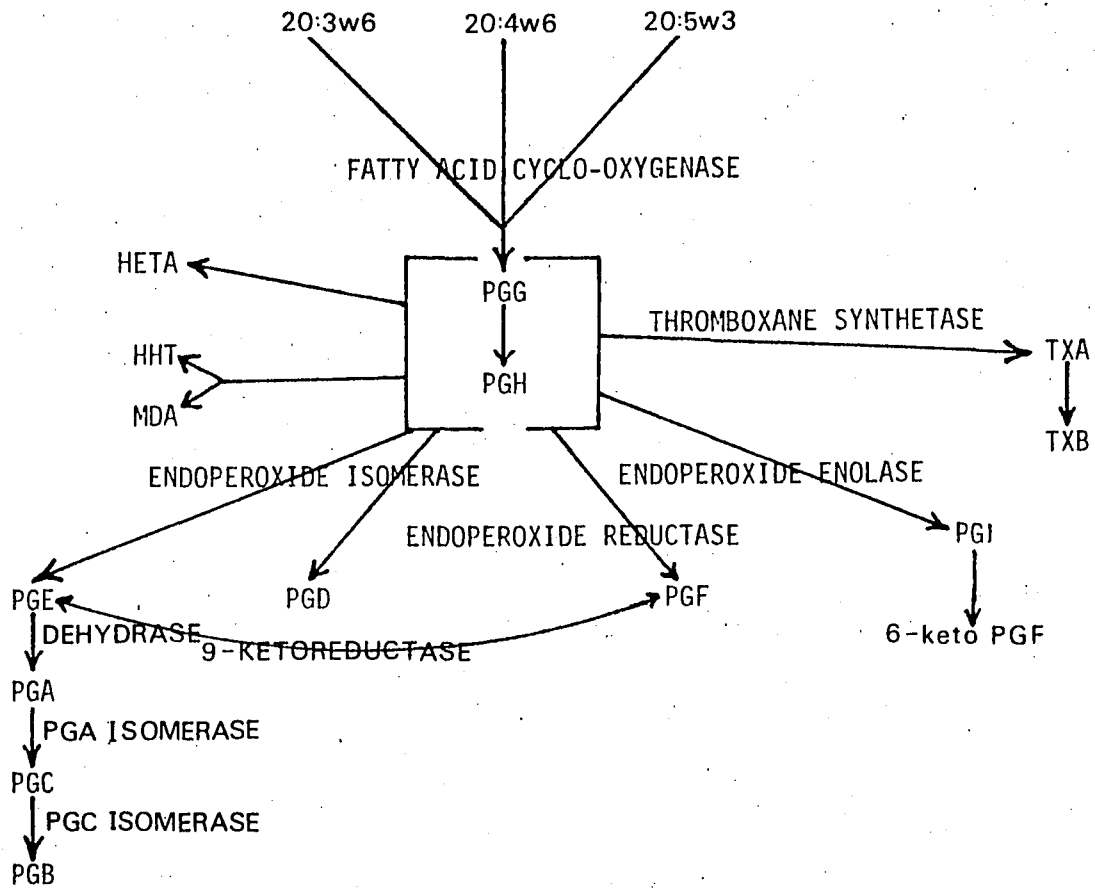 20:3w6 20:4w6 20:5w3
FATTY ACID CYCLO-OXYGENASE
HETA
PGG
THROMBOXANE SYNTHETASE
TXA
HHT
PGH
MDA
TXB
ENDOPEROXIDE ISOMERASE
ENDOPEROXIDE ENOLASE
ENDOPEROXIDE REDUCTASE
PGI
PGE
PGD
PGF
DEHYDRASE
9-KETOREDUCTASE
6-keto PGF
PGA
PGA ISOMERASE
PGC
PGC ISOMERASE
PGB